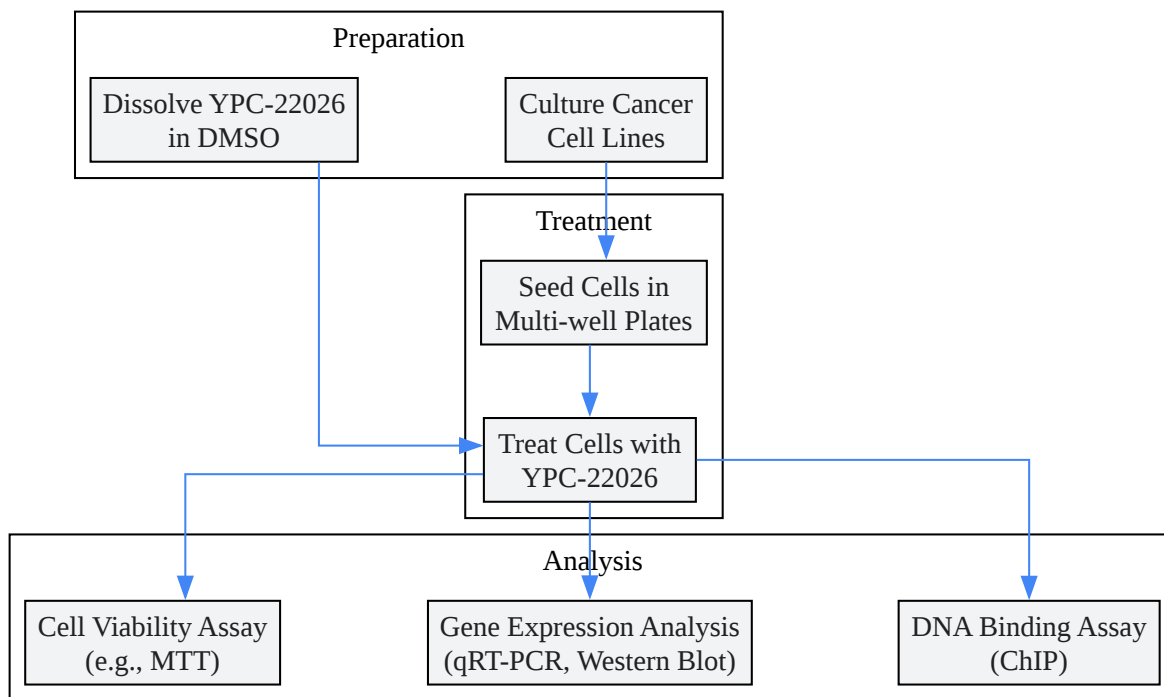 Preparation
Dissolve YPC-22026
in DMSO
Culture Cancer
Cell Lines
Treatment
Seed Cells in
Multi-well Plates
Treat Cells with
YPC-22026
Analysis
Cell Viability Assay
(e.g., MTT)
Gene Expression Analysis
(qRT-PCR, Western Blot)
DNA Binding Assay
(ChIP)